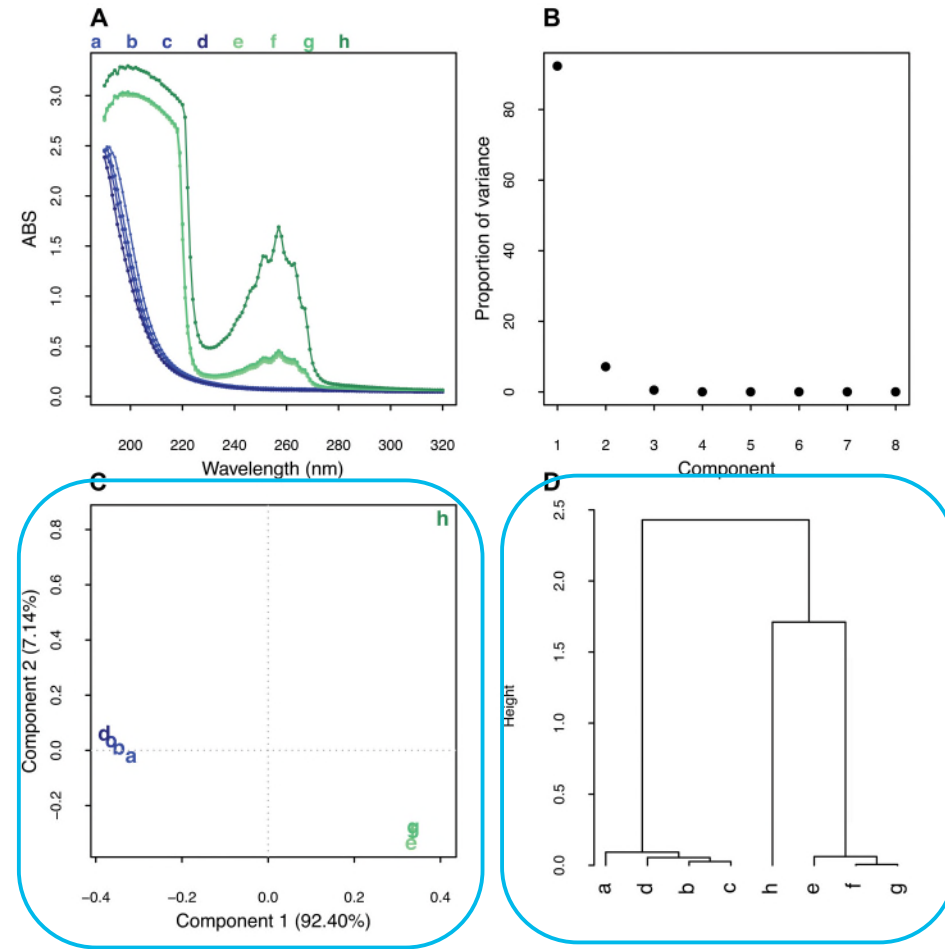 A
a b c d e f g h
3.0
2.5
2.0
1.5
1.0
0.5
0.0
ABS
200 220 240 260 280 300 320
Wavelength (nm)
B
80
60
40
20
0
Proportion of variance
1 2 3 4 5 6 7 8
Component
C
0.8
0.6
0.4
0.2
0.0
−0.2
Component 2 (7.14%)
h
d
b
a
g
e
−0.4 −0.2 0.0 0.2 0.4
Component 1 (92.40%)
D
2.5
2.0
1.5
1.0
0.5
0.0
Height
a d b c h e f g